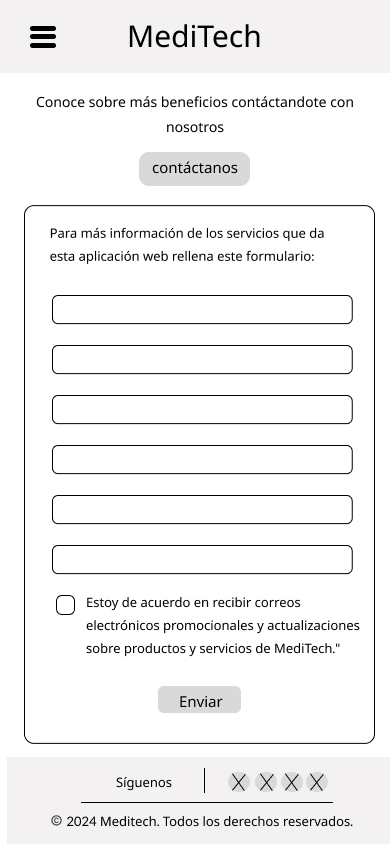 MediTech
Conoce sobre más beneficios contáctandote con
nosotros
contáctanos
Para más información de los servicios que da
esta aplicación web rellena este formulario:
Estoy de acuerdo en recibir correos
electrónicos promocionales y actualizaciones
sobre productos y servicios de MediTech."
Enviar
Síguenos
© 2024 Meditech. Todos los derechos reservados.